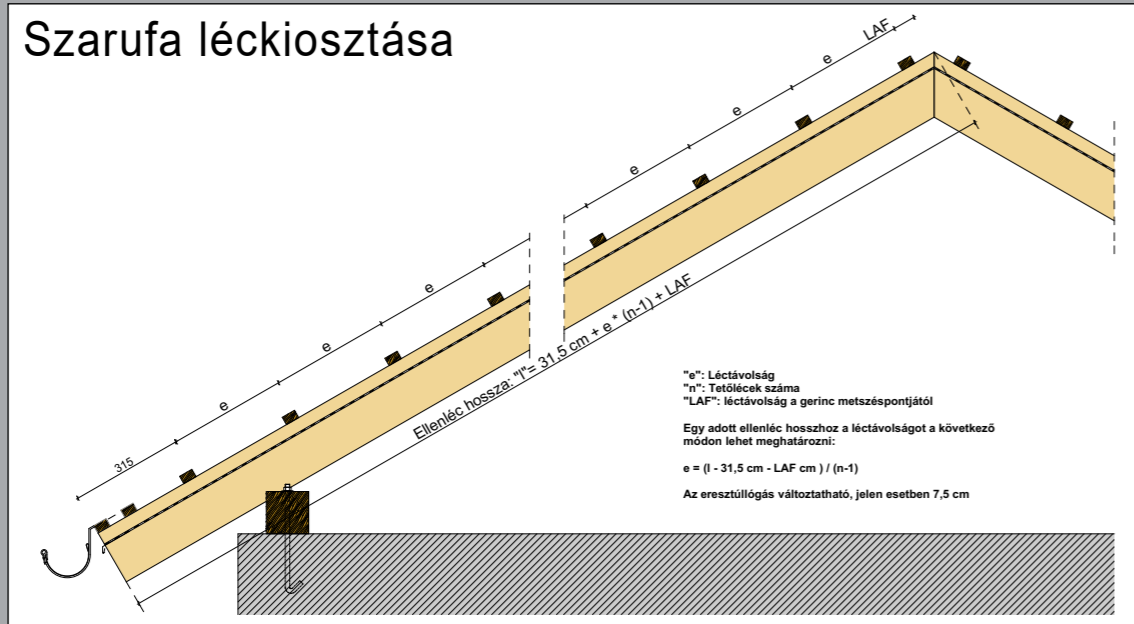 Szarufa léckiosztása
LAF
e
e
e
e
e
e
315
Ellenléc hossza: "l"= 31,5 cm + e * (n-1) + LAF
"e": Léctávolság
"n": Tetőlécek száma
"LAF": léctávolság a gerinc metszéspontjától
Egy adott ellenléc hosszhoz a léctávolságot a következő
módon lehet meghatározni:
e = (l - 31,5 cm - LAF cm ) / (n-1)
Az eresztúllógás változtatható, jelen esetben 7,5 cm